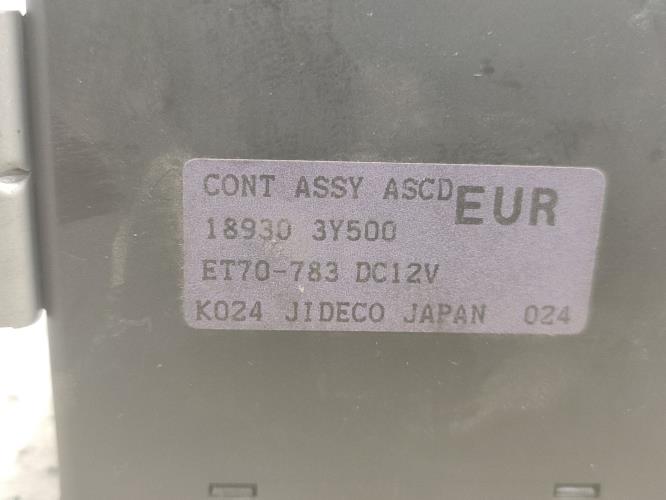 CONT ASSY ASCD EUR
18930 3Y500
ET70-783 DC12V
K024 JIDECO JAPAN 024